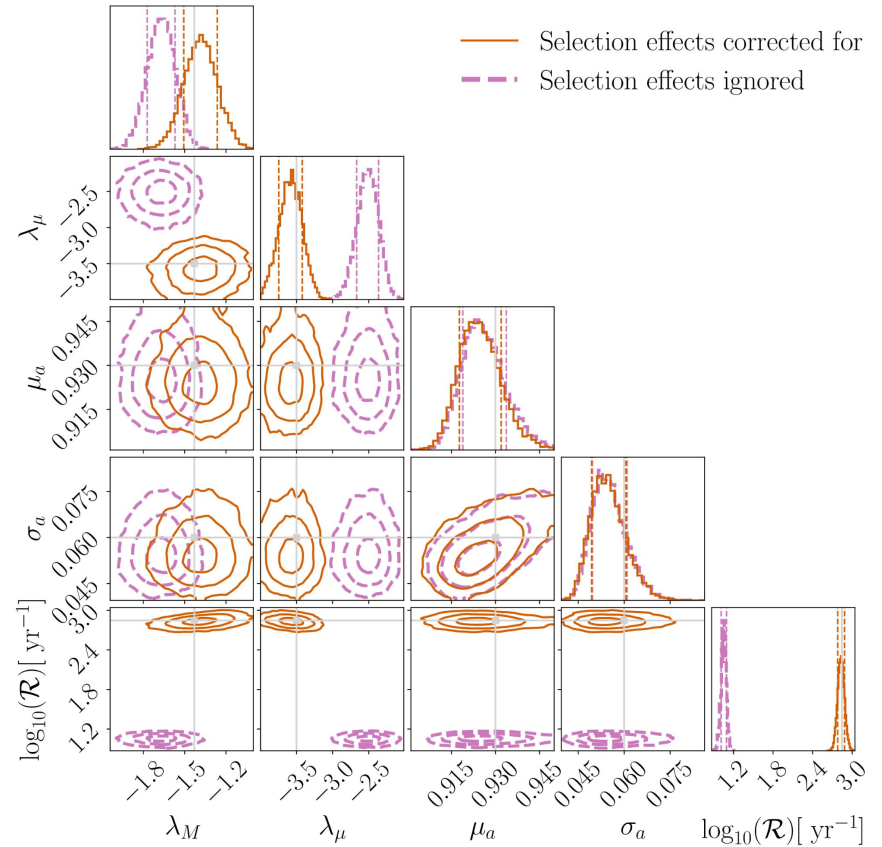 Selection effects corrected for
Selection effects ignored
λ_μ
−2.5
−3.0
−3.5
μ_a
0.945
0.930
0.915
σ_a
0.075
0.060
0.045
log₁₀(ℛ)[ yr⁻¹]
3.0
2.4
1.8
1.2
−1.8 −1.5 −1.2 −3.5 −3.0 −2.5 0.915 0.930 0.945 0.045 0.060 0.075 1.2 1.8 2.4 3.0
λ_M λ_μ μ_a σ_a log₁₀(ℛ)[ yr⁻¹]